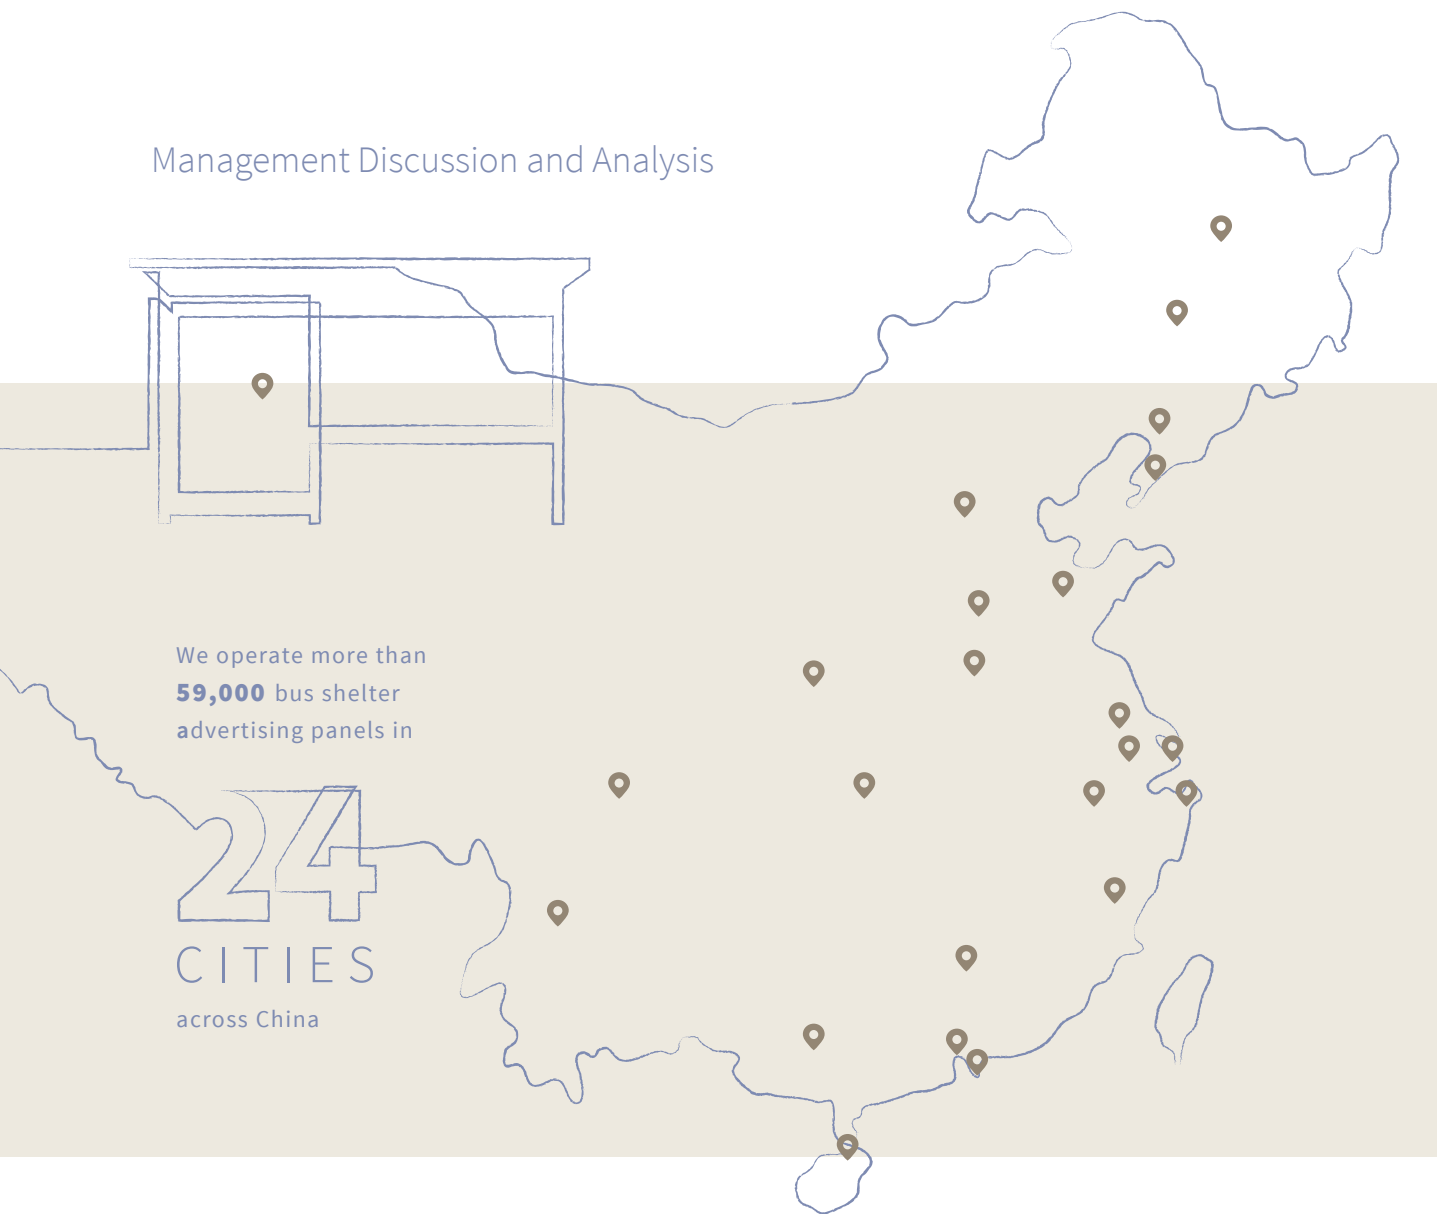 Management Discussion and Analysis
We operate more than
59,000 bus shelter
advertising panels in
24
CITIES
across China